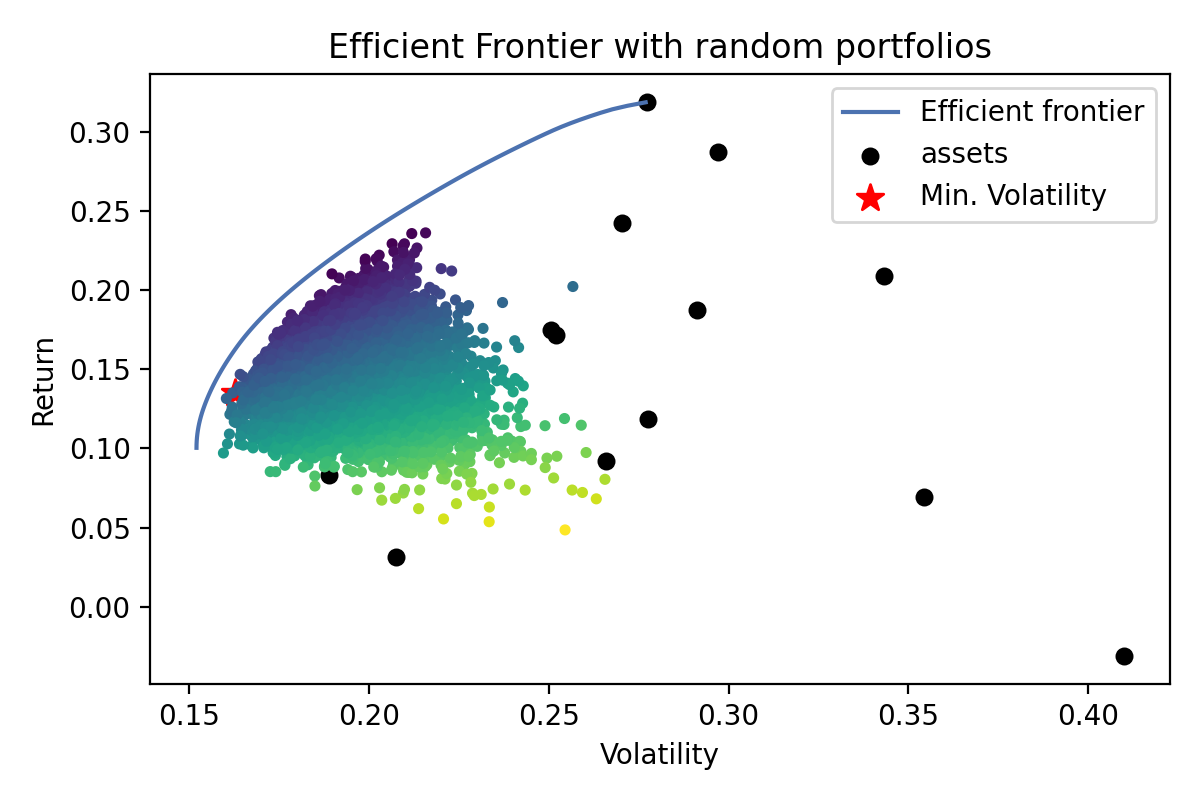 Efficient Frontier with random portfolios
Efficient frontier
assets
Min. Volatility
Return
0.30
0.25
0.20
0.15
0.10
0.05
0.00
0.15 0.20 0.25 0.30 0.35 0.40
Volatility